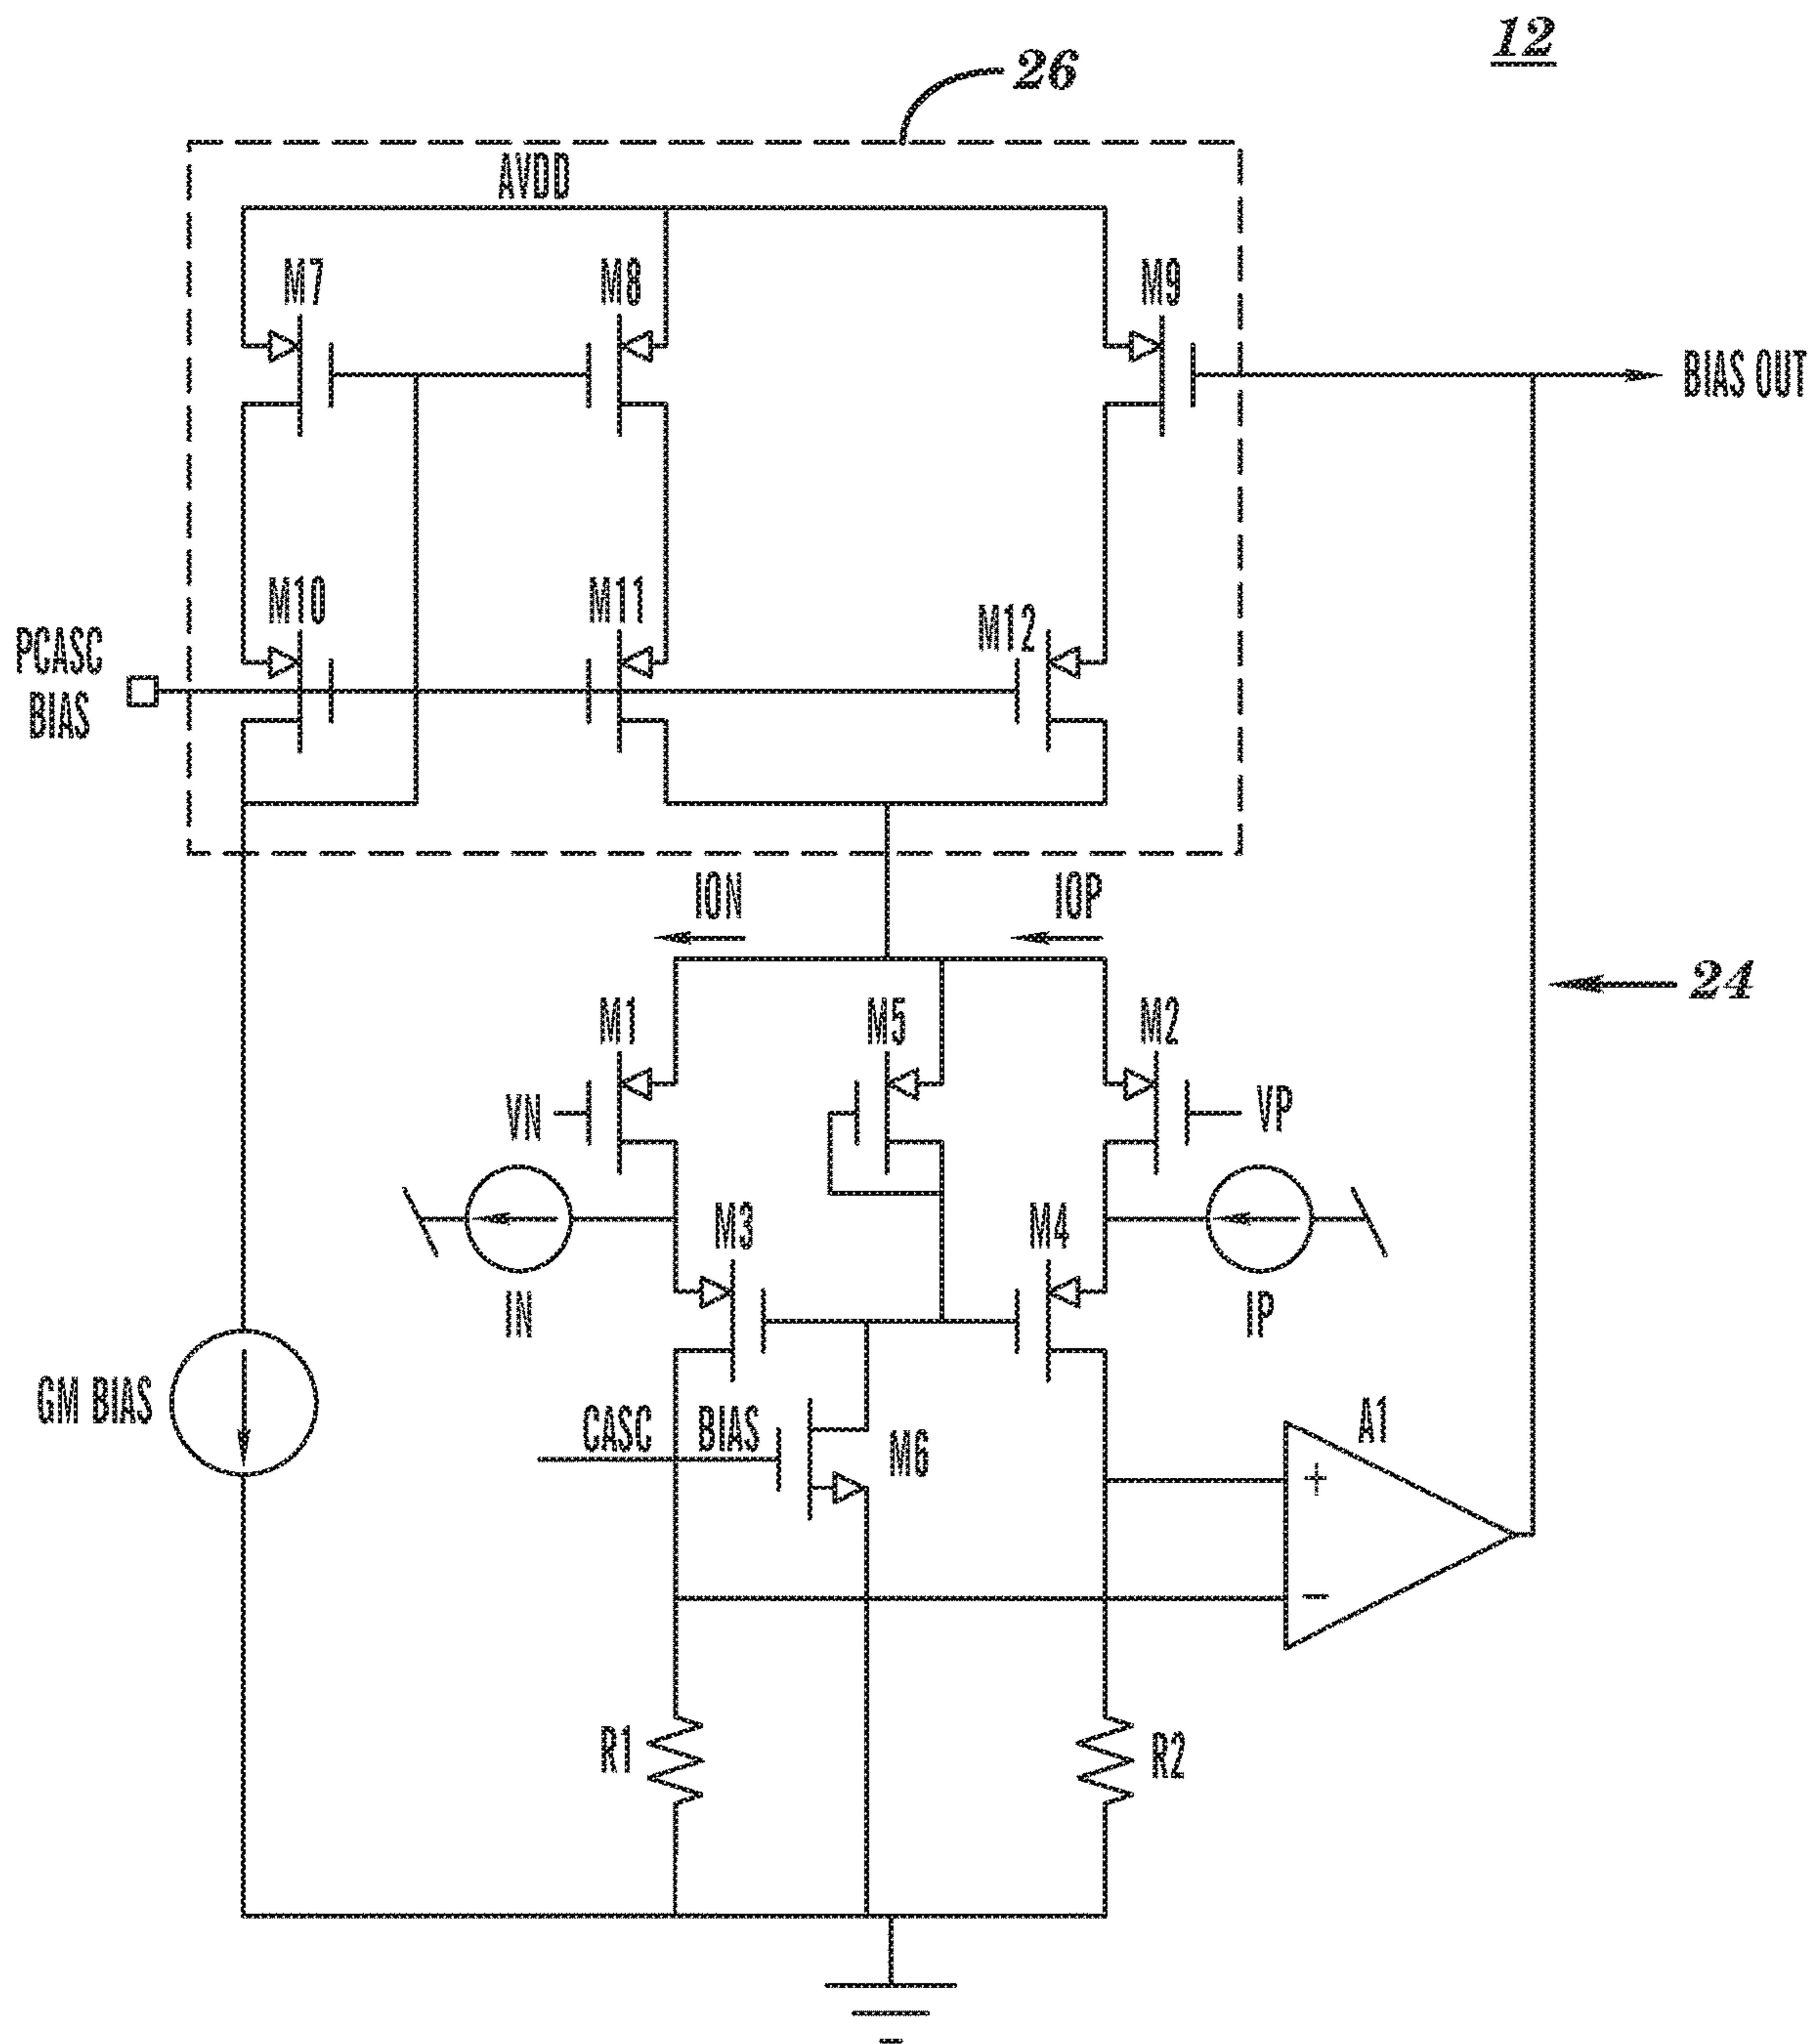 12
26
AVDD
M7
M8
M9
BIAS OUT
M10
M11
M12
PCASC
BIAS
ION
IOP
24
M1
M5
M2
VN
VP
M3
M4
IN
IP
GM BIAS
CASC BIAS
M6
A1
+
−
R1
R2